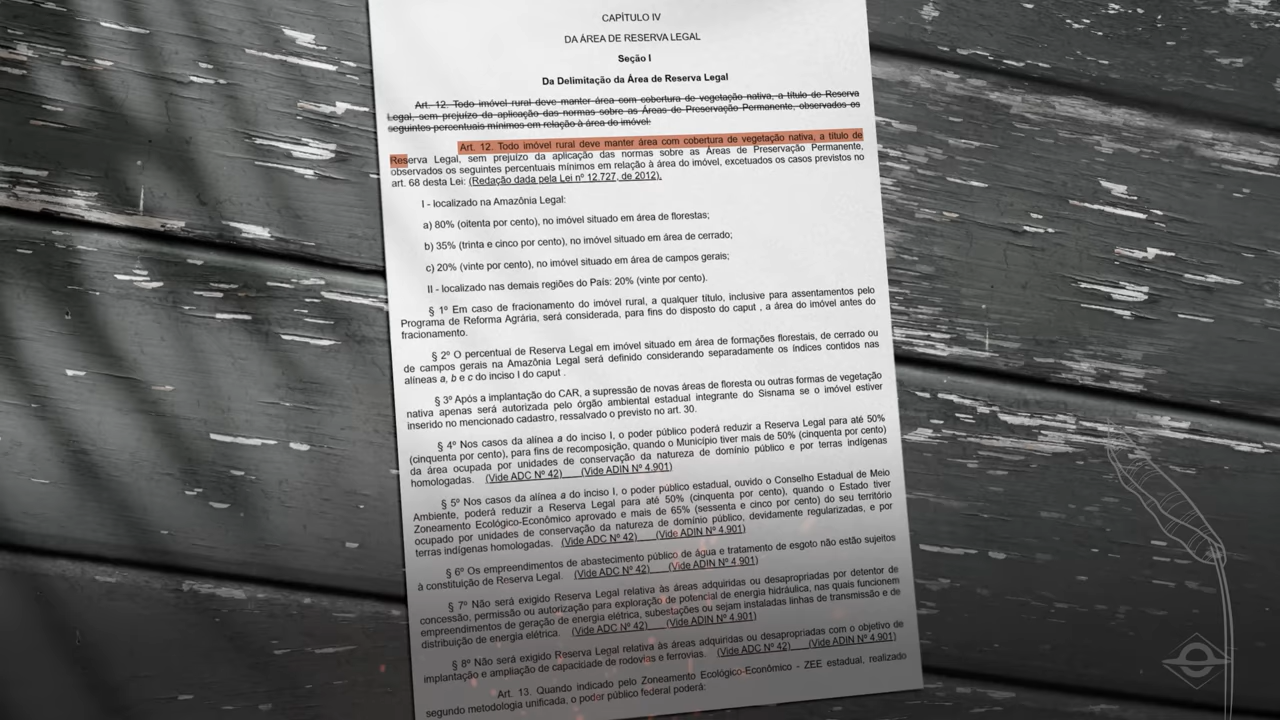 CAPÍTULO IV
DA ÁREA DE RESERVA LEGAL
Seção I
Da Delimitação da Área de Reserva Legal
Art. 12. Todo imóvel rural deve manter área com cobertura de vegetação nativa, a título de Reserva
Legal, sem prejuízo da aplicação das normas sobre as Áreas de Preservação Permanente, observados os
seguintes percentuais mínimos em relação à área do imóvel:
Art. 12. Todo imóvel rural deve manter área com cobertura de vegetação nativa, a título de
Reserva Legal, sem prejuízo da aplicação das normas sobre as Áreas de Preservação Permanente,
observados os seguintes percentuais mínimos em relação à área do imóvel, excetuados os casos previstos no
art. 68 desta Lei: (Redação dada pela Lei nº 12.727, de 2012).
I - localizado na Amazônia Legal:
a) 80% (oitenta por cento), no imóvel situado em área de florestas;
b) 35% (trinta e cinco por cento), no imóvel situado em área de cerrado;
c) 20% (vinte por cento), no imóvel situado em área de campos gerais;
II - localizado nas demais regiões do País: 20% (vinte por cento).
§ 1º Em caso de fracionamento do imóvel rural, a qualquer título, inclusive para assentamentos pelo
Programa de Reforma Agrária, será considerada, para fins do disposto do caput , a área do imóvel antes do
fracionamento.
§ 2º O percentual de Reserva Legal em imóvel situado em área de formações florestais, de cerrado ou
de campos gerais na Amazônia Legal será definido considerando separadamente os índices contidos nas
alíneas a, b e c do inciso I do caput .
§ 3º Após a implantação do CAR, a supressão de novas áreas de floresta ou outras formas de vegetação
nativa apenas será autorizada pelo órgão ambiental estadual integrante do Sisnama se o imóvel estiver
inserido no mencionado cadastro, ressalvado o previsto no art. 30.
§ 4º Nos casos da alínea a do inciso I, o poder público poderá reduzir a Reserva Legal para até 50%
(cinquenta por cento), para fins de recomposição, quando o Município tiver mais de 50% (cinquenta por cento)
da área ocupada por unidades de conservação da natureza de domínio público e por terras indígenas
homologadas. (Vide ADC Nº 42) (Vide ADIN Nº 4.901)
§ 5º Nos casos da alínea a do inciso I, o poder público estadual, ouvido o Conselho Estadual de Meio
Ambiente, poderá reduzir a Reserva Legal para até 50% (cinquenta por cento), quando o Estado tiver
Zoneamento Ecológico-Econômico aprovado e mais de 65% (sessenta e cinco por cento) do seu território
ocupado por unidades de conservação da natureza de domínio público, devidamente regularizadas, e por
terras indígenas homologadas. (Vide ADC Nº 42) (Vide ADIN Nº 4.901)
§ 6º Os empreendimentos de abastecimento público de água e tratamento de esgoto não estão sujeitos
à constituição de Reserva Legal. (Vide ADC Nº 42) (Vide ADIN Nº 4.901)
§ 7º Não será exigido Reserva Legal relativa às áreas adquiridas ou desapropriadas por detentor de
concessão, permissão ou autorização para exploração de potencial de energia hidráulica, nas quais funcionem
empreendimentos de geração de energia elétrica, subestações ou sejam instaladas linhas de transmissão e de
distribuição de energia elétrica. (Vide ADC Nº 42) (Vide ADIN Nº 4.901)
§ 8º Não será exigido Reserva Legal relativa às áreas adquiridas ou desapropriadas com o objetivo de
implantação e ampliação de capacidade de rodovias e ferrovias. (Vide ADC Nº 42) (Vide ADIN Nº 4.901)
Art. 13. Quando indicado pelo Zoneamento Ecológico-Econômico - ZEE estadual, realizado
segundo metodologia unificada, o poder público federal poderá: